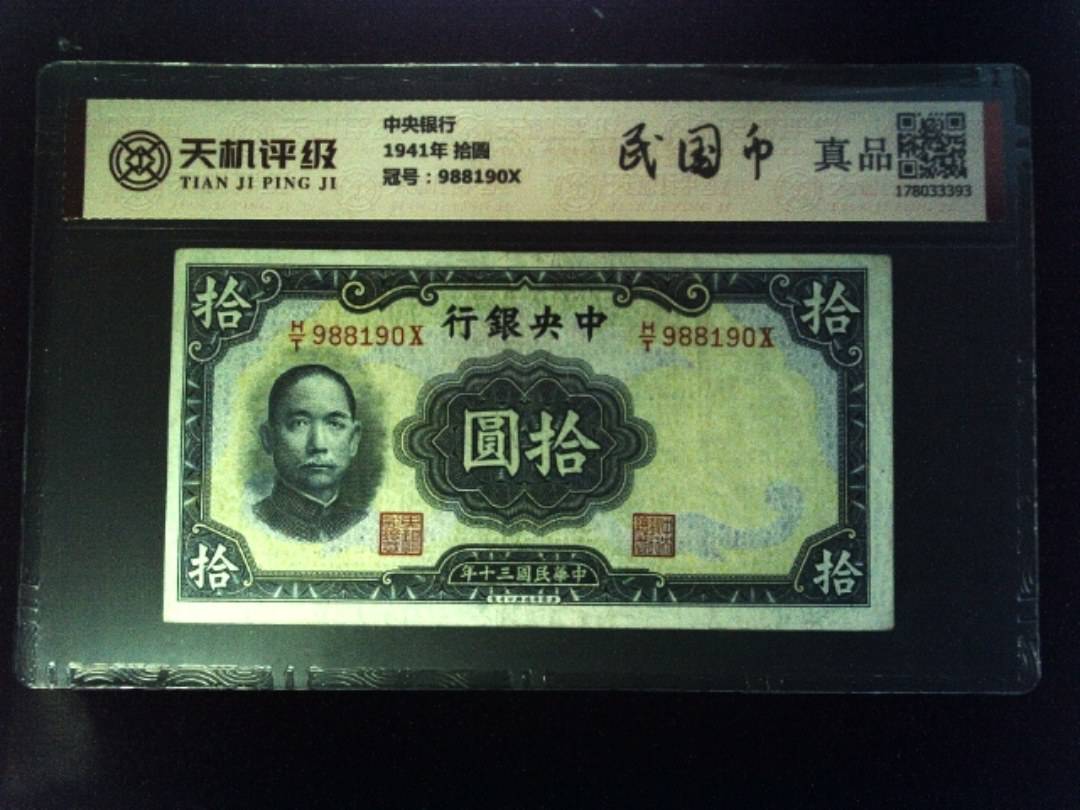 天机评级
TIAN JI PING JI
中央银行
1941年 拾圓
冠号：988190X
民国币
真品
178033393
拾
拾
行銀央中
H/T 988190X
H/T 988190X
圓拾
拾
拾
年十三國民華中